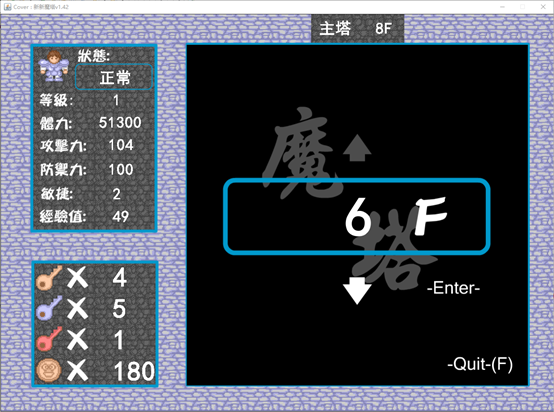 Cover : 新新魔塔v1.42
主塔 8F
狀態:
正常
等級: 1
體力: 51300
攻擊力: 104
防禦力: 100
敏捷: 2
經驗值: 49
X 4
X 5
X 1
X 180
魔塔
6 F
-Enter-
-Quit-(F)